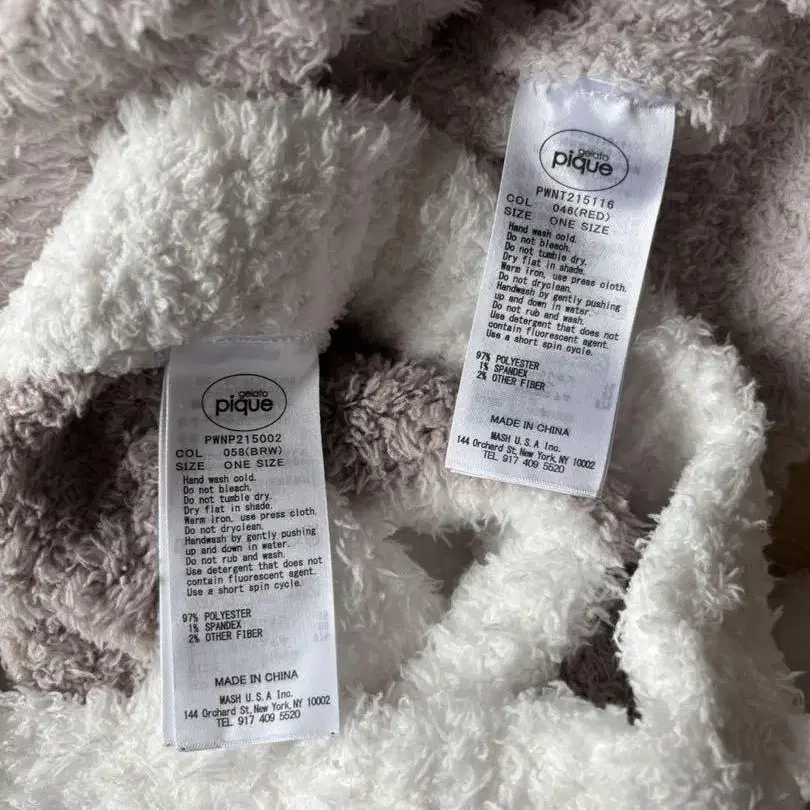 gelato
pique
PWNP215002
COL 058(BRW)
SIZE ONE SIZE
Hand wash cold.
Do not bleach.
Do not tumble dry.
Dry flat in shade.
Warm iron, use press cloth.
Do not dryclean.
Handwash by gently pushing
up and down in water.
Do not rub and wash.
Use detergent that does not
contain fluorescent agent.
Use a short spin cycle.
97% POLYESTER
1% SPANDEX
2% OTHER FIBER
MADE IN CHINA
MASH U.S.A Inc.
144 Orchard St, New York, NY 10002
TEL 917 409 5520
gelato
pique
PWNT215116
COL 046(RED)
SIZE ONE SIZE
Hand wash cold.
Do not bleach.
Do not tumble dry.
Dry flat in shade.
Warm iron, use press cloth.
Do not dryclean.
Handwash by gently pushing
up and down in water.
Do not rub and wash.
Use detergent that does not
contain fluorescent agent.
Use a short spin cycle.
97% POLYESTER
1% SPANDEX
2% OTHER FIBER
MADE IN CHINA
MASH U.S.A Inc.
144 Orchard St, New York, NY 10002
TEL 917 409 5520